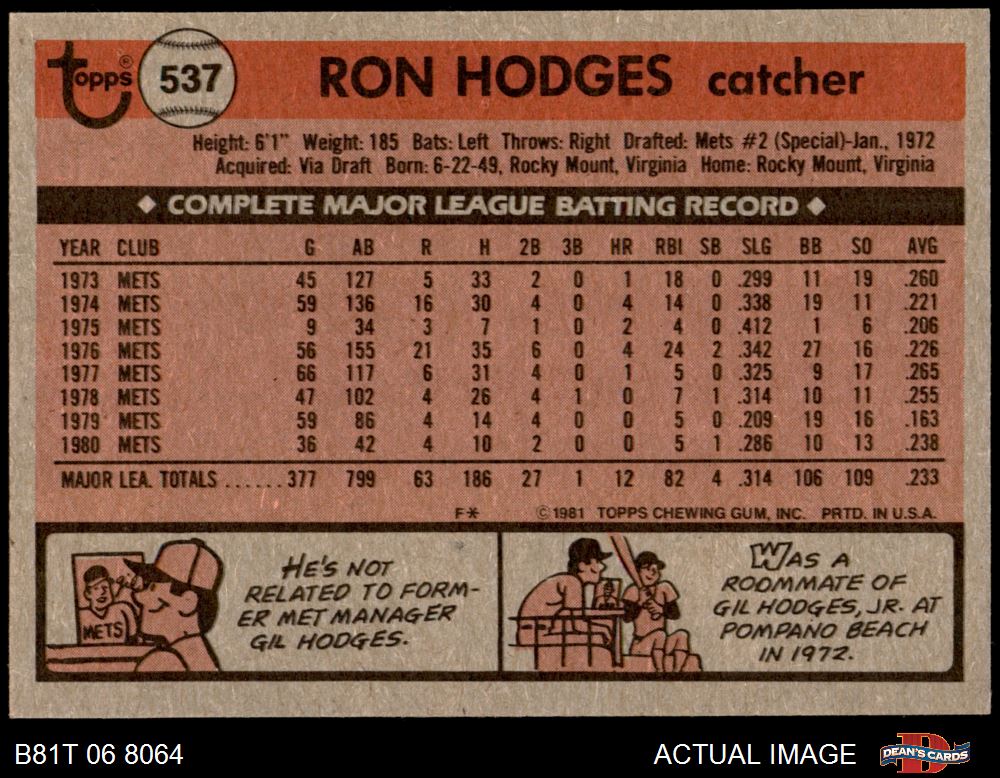 topps®
537
RON HODGES catcher
Height: 6'1" Weight: 185 Bats: Left Throws: Right Drafted: Mets #2 (Special)-Jan., 1972
Acquired: Via Draft Born: 6-22-49, Rocky Mount, Virginia Home: Rocky Mount, Virginia
◆ COMPLETE MAJOR LEAGUE BATTING RECORD ◆
YEAR CLUB G AB R H 2B 3B HR RBI SB SLG BB SO AVG
1973 METS 45 127 5 33 2 0 1 18 0 .299 11 19 .260
1974 METS 59 136 16 30 4 0 4 14 0 .338 19 11 .221
1975 METS 9 34 3 7 1 0 2 4 0 .412 1 6 .206
1976 METS 56 155 21 35 6 0 4 24 2 .342 27 16 .226
1977 METS 66 117 6 31 4 0 1 5 0 .325 9 17 .265
1978 METS 47 102 4 26 4 1 0 7 1 .314 10 11 .255
1979 METS 59 86 4 14 4 0 0 5 0 .209 19 16 .163
1980 METS 36 42 4 10 2 0 0 5 1 .286 10 13 .238
MAJOR LEA. TOTALS ......377 799 63 186 27 1 12 82 4 .314 106 109 .233
F* ©1981 TOPPS CHEWING GUM, INC. PRTD. IN U.S.A.
Gil
METS
HE'S NOT
RELATED TO FORM-
ER MET MANAGER
GIL HODGES.
WAS A
ROOMMATE OF
GIL HODGES, JR. AT
POMPANO BEACH
IN 1972.
B81T 06 8064
ACTUAL IMAGE
DEAN'S CARDS